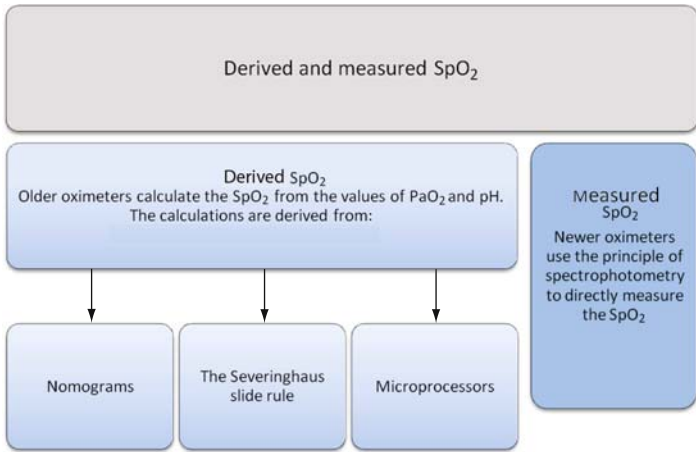 Derived and measured SpO₂
Derived SpO₂
Older oximeters calculate the SpO₂ from the values of PaO₂ and pH.
The calculations are derived from:
Nomograms
The Severinghaus
slide rule
Microprocessors
Measured
SpO₂
Newer oximeters
use the principle of
spectrophotometry
to directly measure
the SpO₂